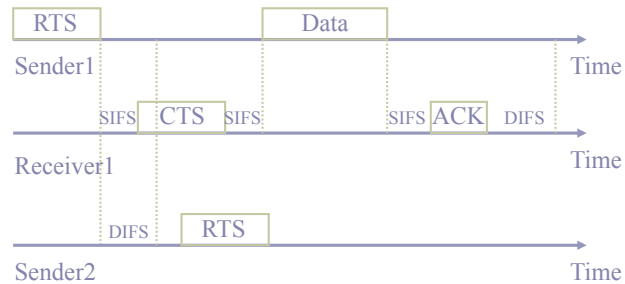 RTS Data
Sender1 Time
SIFS CTS SIFS SIFS ACK DIFS
Receiver1 Time
DIFS RTS
Sender2 Time